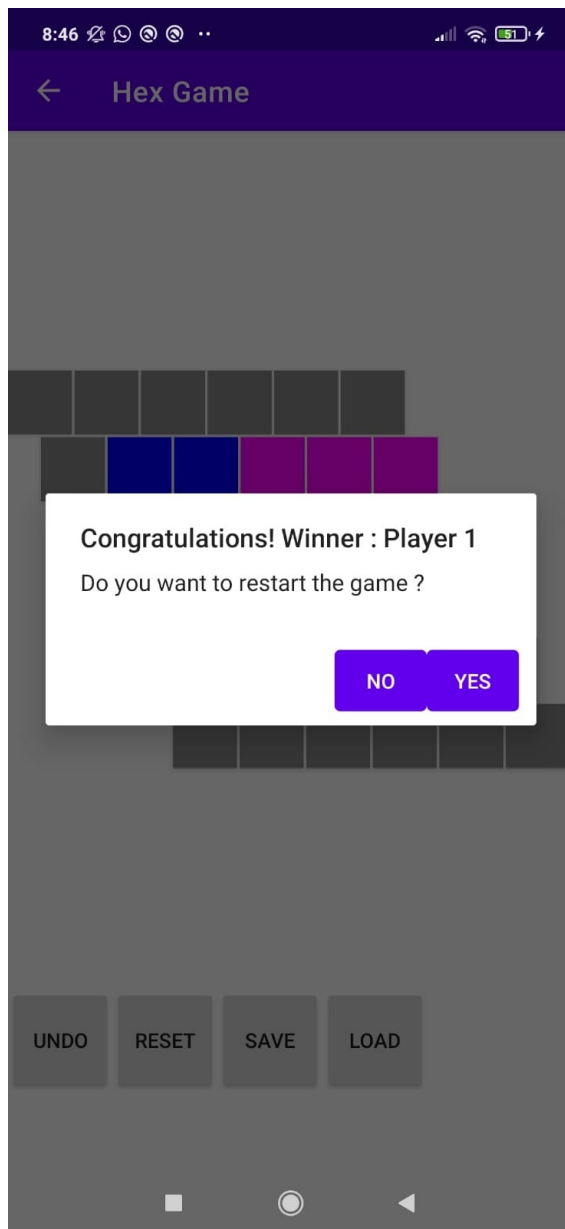 8:46
51
Hex Game
Congratulations! Winner : Player 1
Do you want to restart the game ?
NO YES
UNDO RESET SAVE LOAD